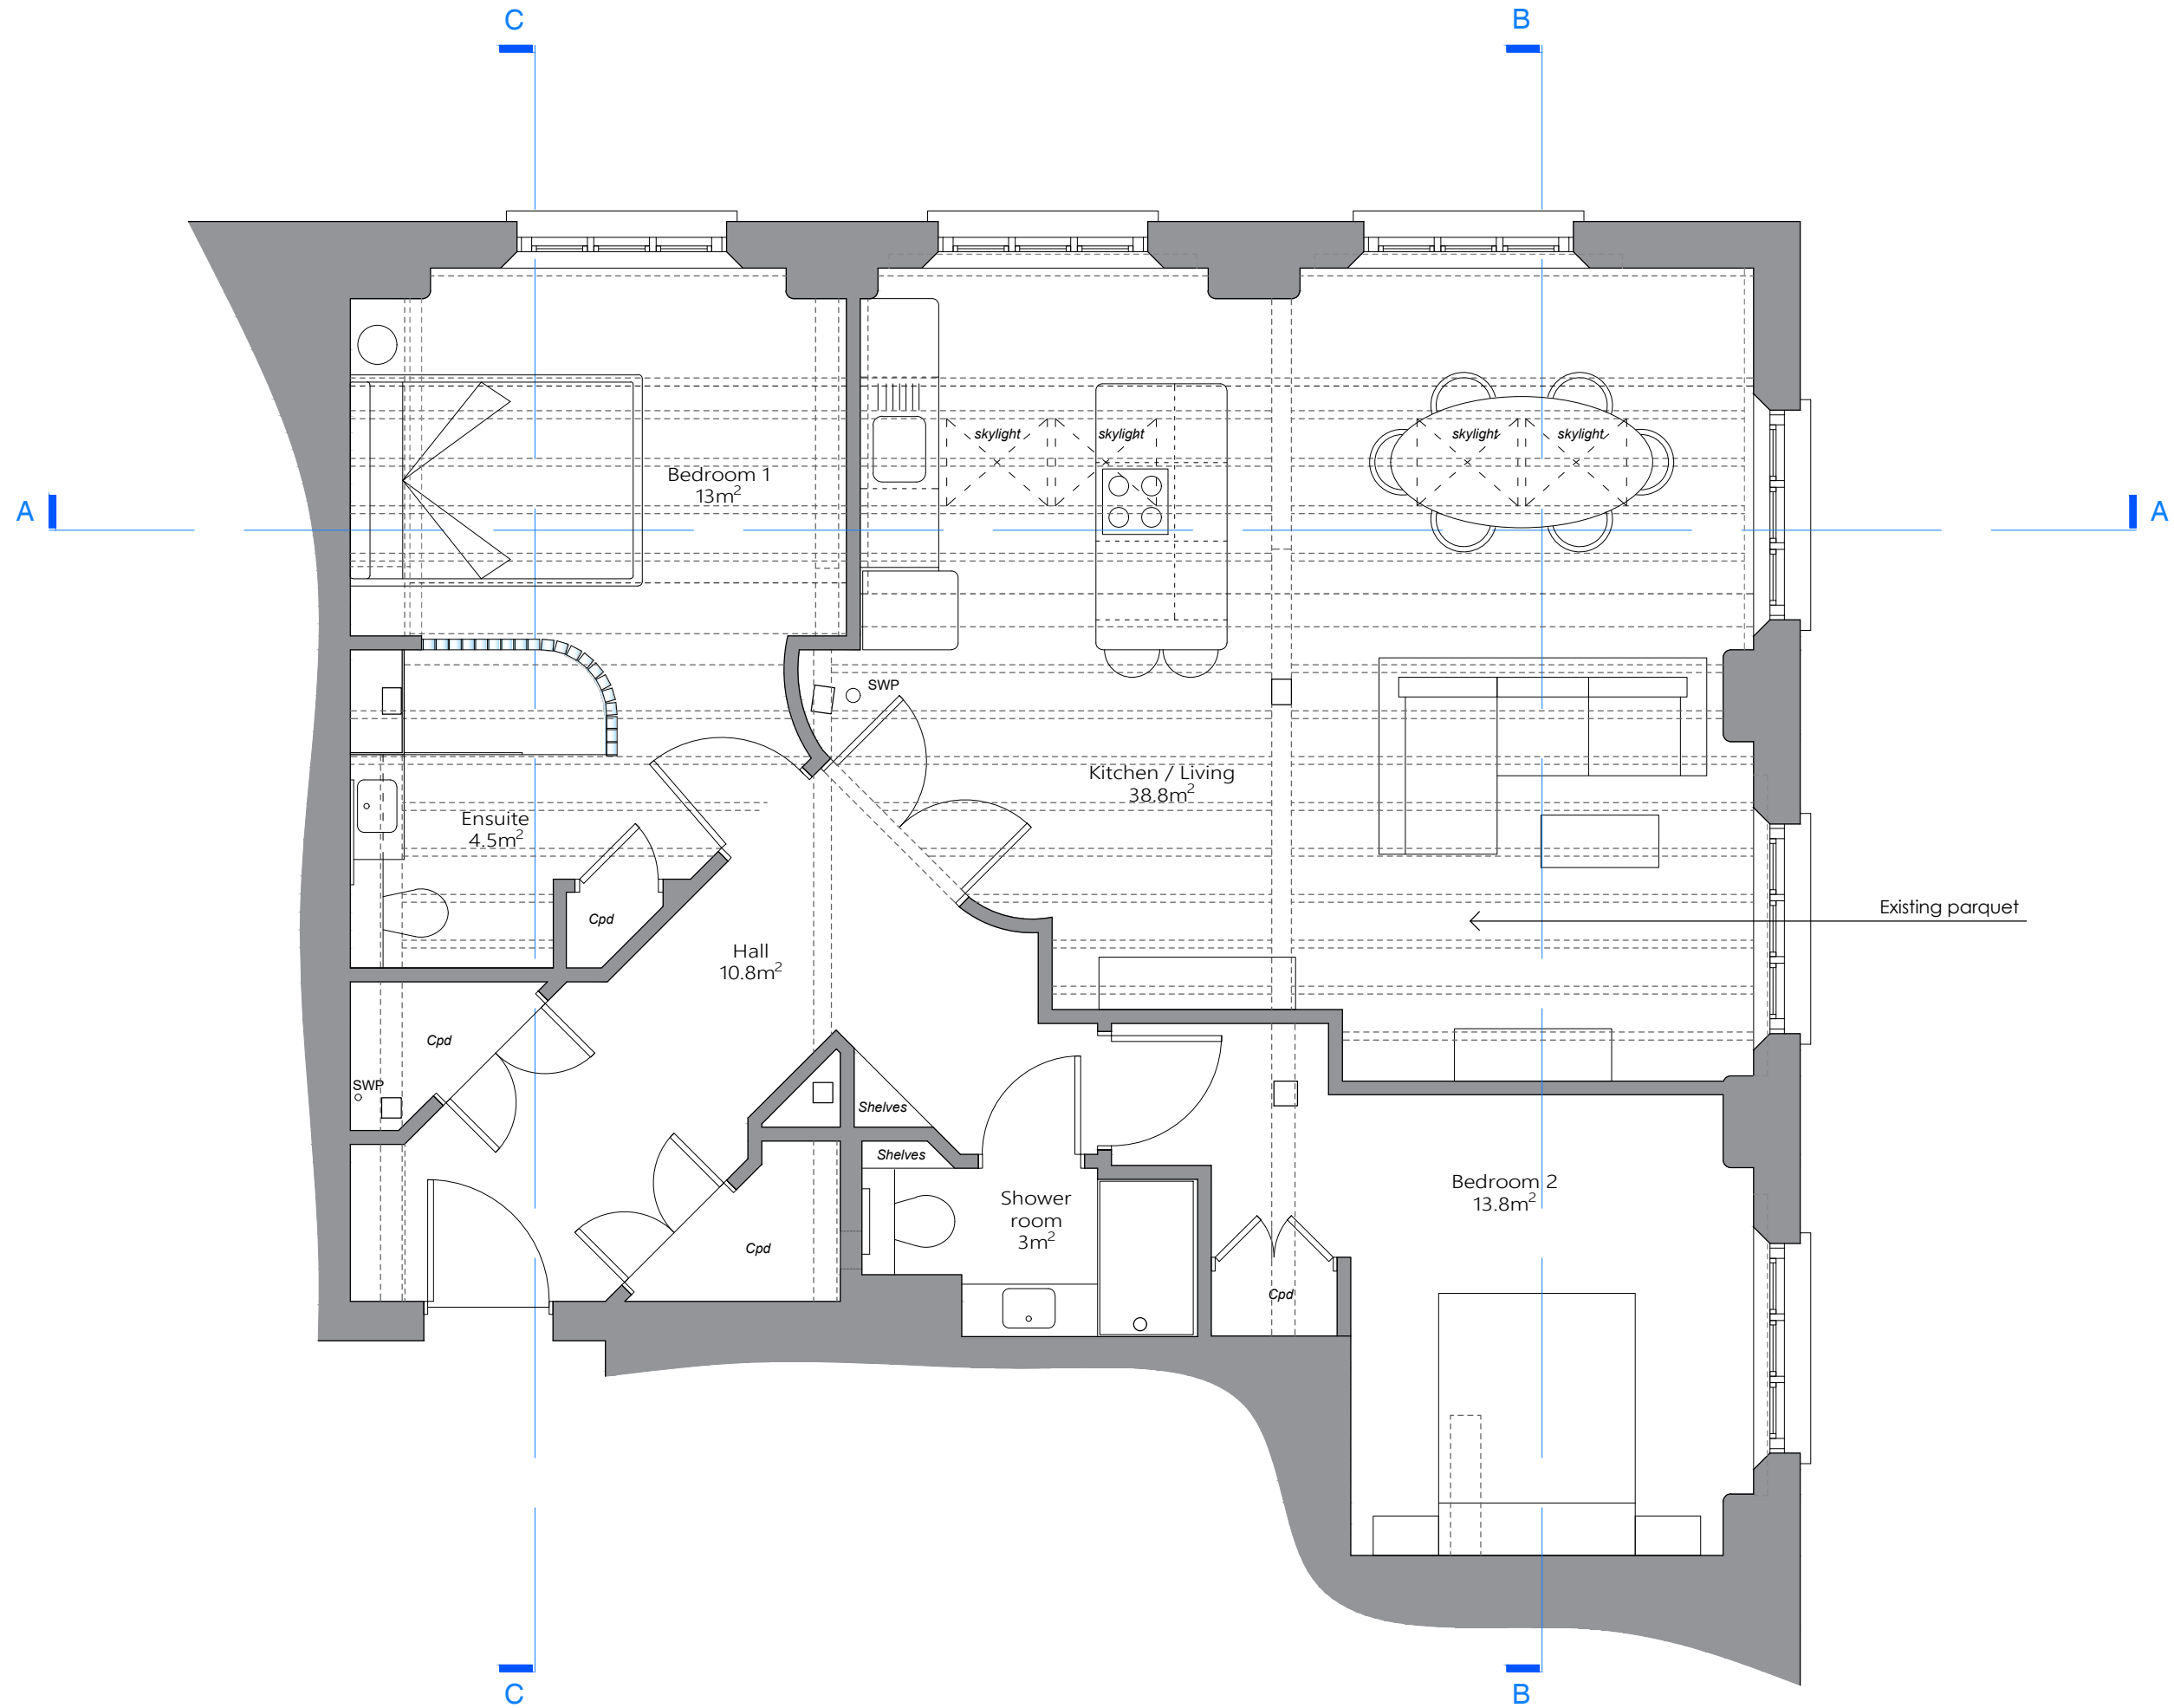 C
B
skylight
skylight
skylight
skylight
Bedroom 1
13m²
A
A
SWP
Kitchen / Living
38.8m²
Ensuite
4.5m²
Existing parquet
Cpd
Hall
10.8m²
Cpd
SWP
Shelves
Shelves
Bedroom 2
13.8m²
Shower
room
3m²
Cpd
Cpd
C
B